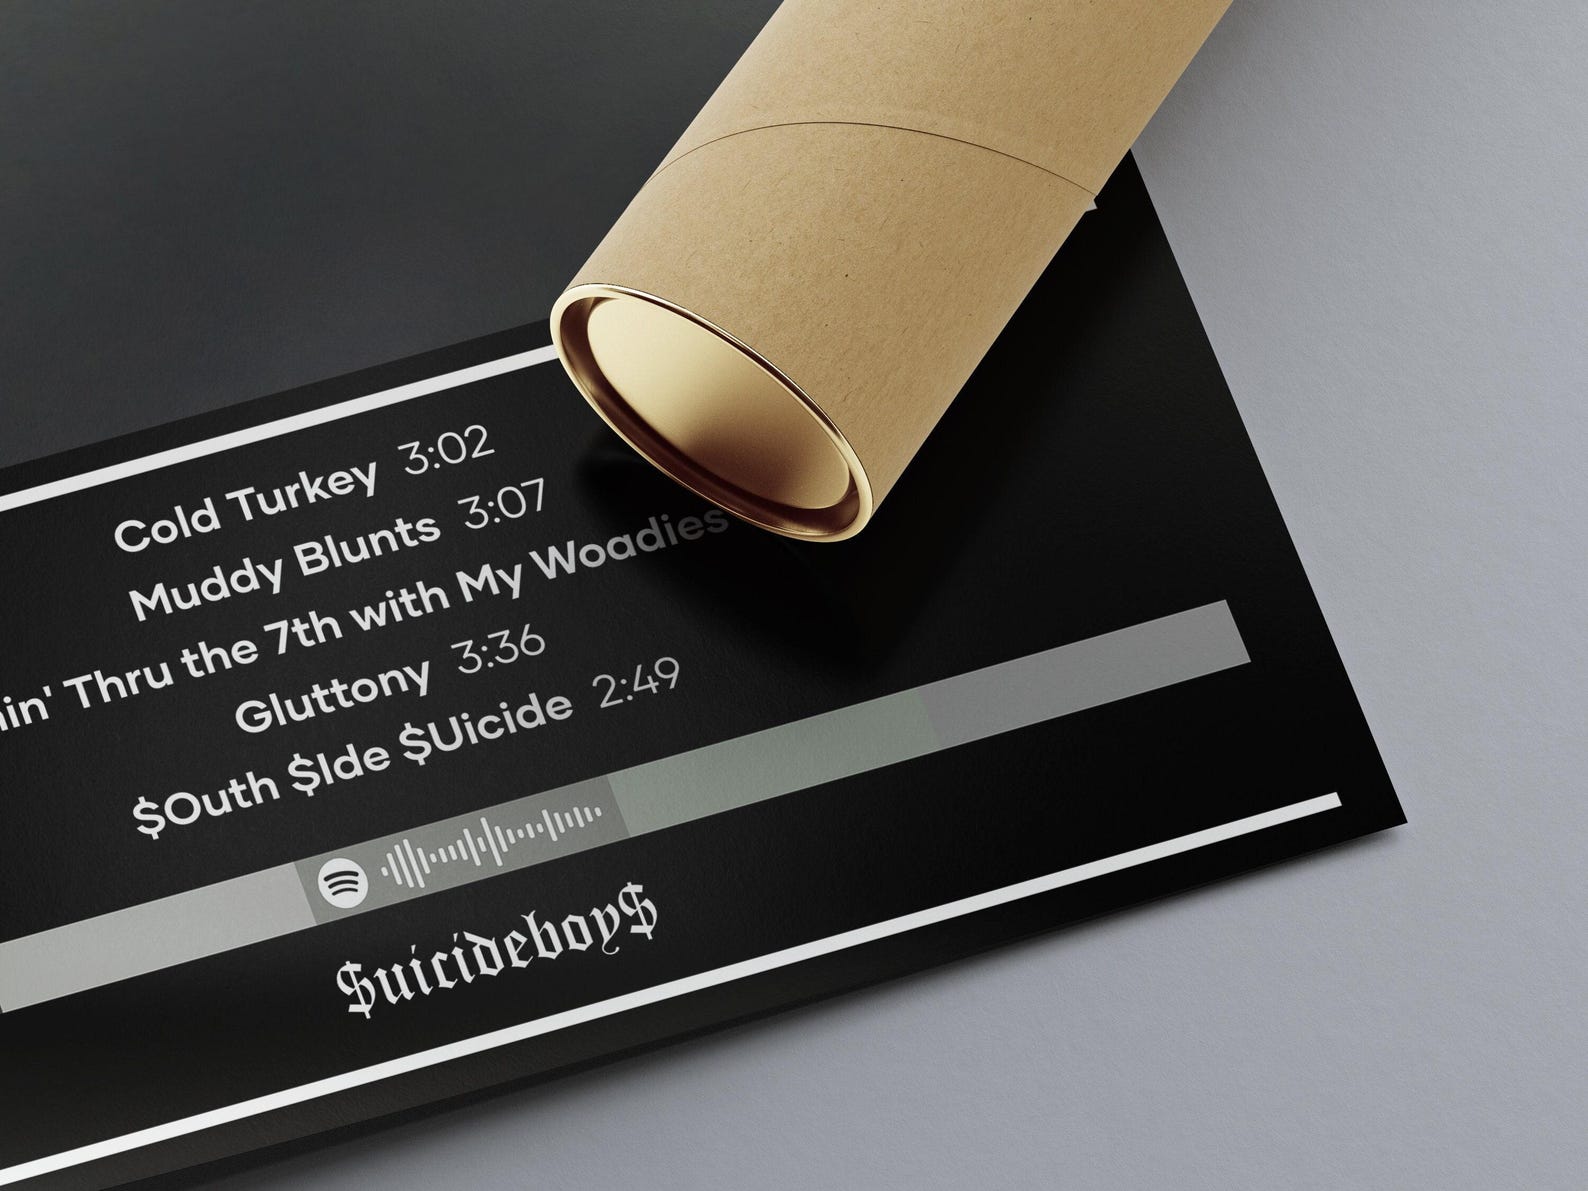 Cold Turkey 3:02
Muddy Blunts 3:07
Thru the 7th with My Woadies
Gluttony 3:36
$Outh $Ide $Uicide 2:49
$uicideboy$